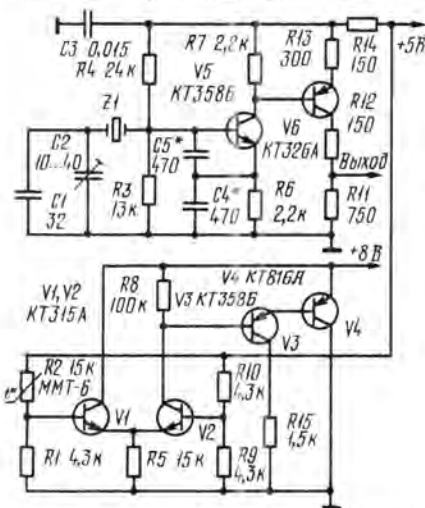 C3 0,015
R4 24к
R7 2,2к
R13
300
R14
150
+5В
V5
КТ358Б
Z1
C2
10...40
C5*
470
V6
КТ326А
R12
150
Выход
C1
32
R3
13к
C4*
470
R6
2,2к
R11
750
+8В
V1, V2
КТ315А
R8
100к
V4 КТ816А
V3 КТ358Б
V3
V4
R2 15к
ММТ-6
t°
R10
4,3к
V1
V2
R15
1,5к
R1 4,3к
R5 15к
R9
4,3к